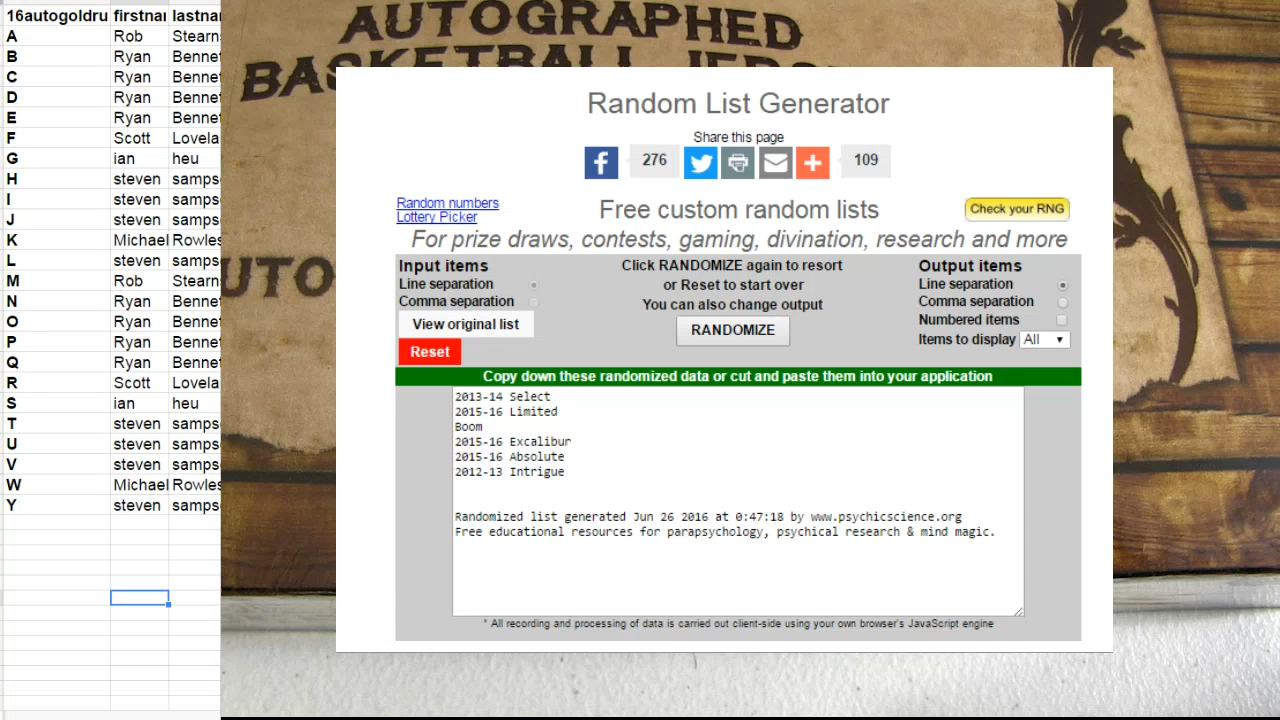 16autogoldru firstnar lastnar
A Rob Stearn
B Ryan Bennet
C Ryan Bennet
D Ryan Bennet
E Ryan Bennet
F Scott Lovela
G ian heu
H steven samps
I steven samps
J steven samps
K Michael Rowles
L steven samps
M Rob Stearn
N Ryan Bennet
O Ryan Bennet
P Ryan Bennet
Q Ryan Bennet
R Scott Lovela
S ian heu
T steven samps
U steven samps
V steven samps
W Michael Rowles
Y steven samps
AUTOGRAPHED
BASKETBALL JERSE
AUTO
Random List Generator
Share this page
276
109
Random numbers
Lottery Picker
Free custom random lists
Check your RNG
For prize draws, contests, gaming, divination, research and more
Input items
Line separation
Comma separation
View original list
Reset
Click RANDOMIZE again to resort
or Reset to start over
You can also change output
RANDOMIZE
Output items
Line separation
Comma separation
Numbered items
Items to display All
Copy down these randomized data or cut and paste them into your application
2013-14 Select
2015-16 Limited
Boom
2015-16 Excalibur
2015-16 Absolute
2012-13 Intrigue
Randomized list generated Jun 26 2016 at 0:47:18 by www.psychicscience.org
Free educational resources for parapsychology, psychical research & mind magic.
* All recording and processing of data is carried out client-side using your own browser's JavaScript engine